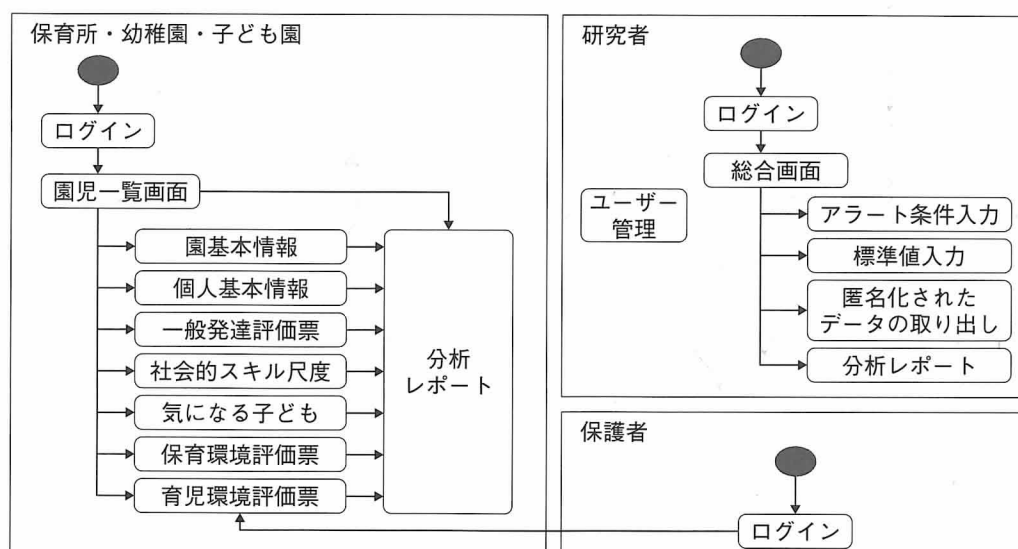 保育所・幼稚園・子ども園
ログイン
園児一覧画面
園基本情報
個人基本情報
一般発達評価票
社会的スキル尺度
気になる子ども
保育環境評価票
育児環境評価票
分析
レポート
研究者
ログイン
総合画面
ユーザー
管理
アラート条件入力
標準値入力
匿名化された
データの取り出し
分析レポート
保護者
ログイン